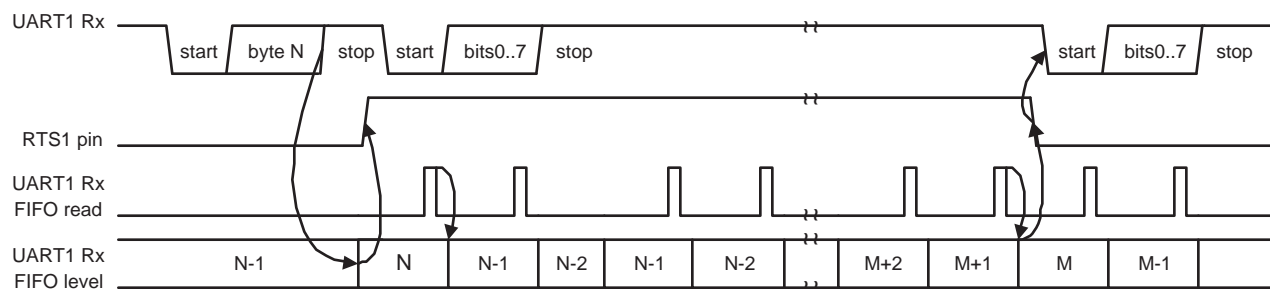 UART1 Rx
start byte N stop start bits0..7 stop start bits0..7 stop
RTS1 pin
UART1 Rx
FIFO read
UART1 Rx
FIFO level
N-1 N N-1 N-2 N-1 N-2 M+2 M+1 M M-1